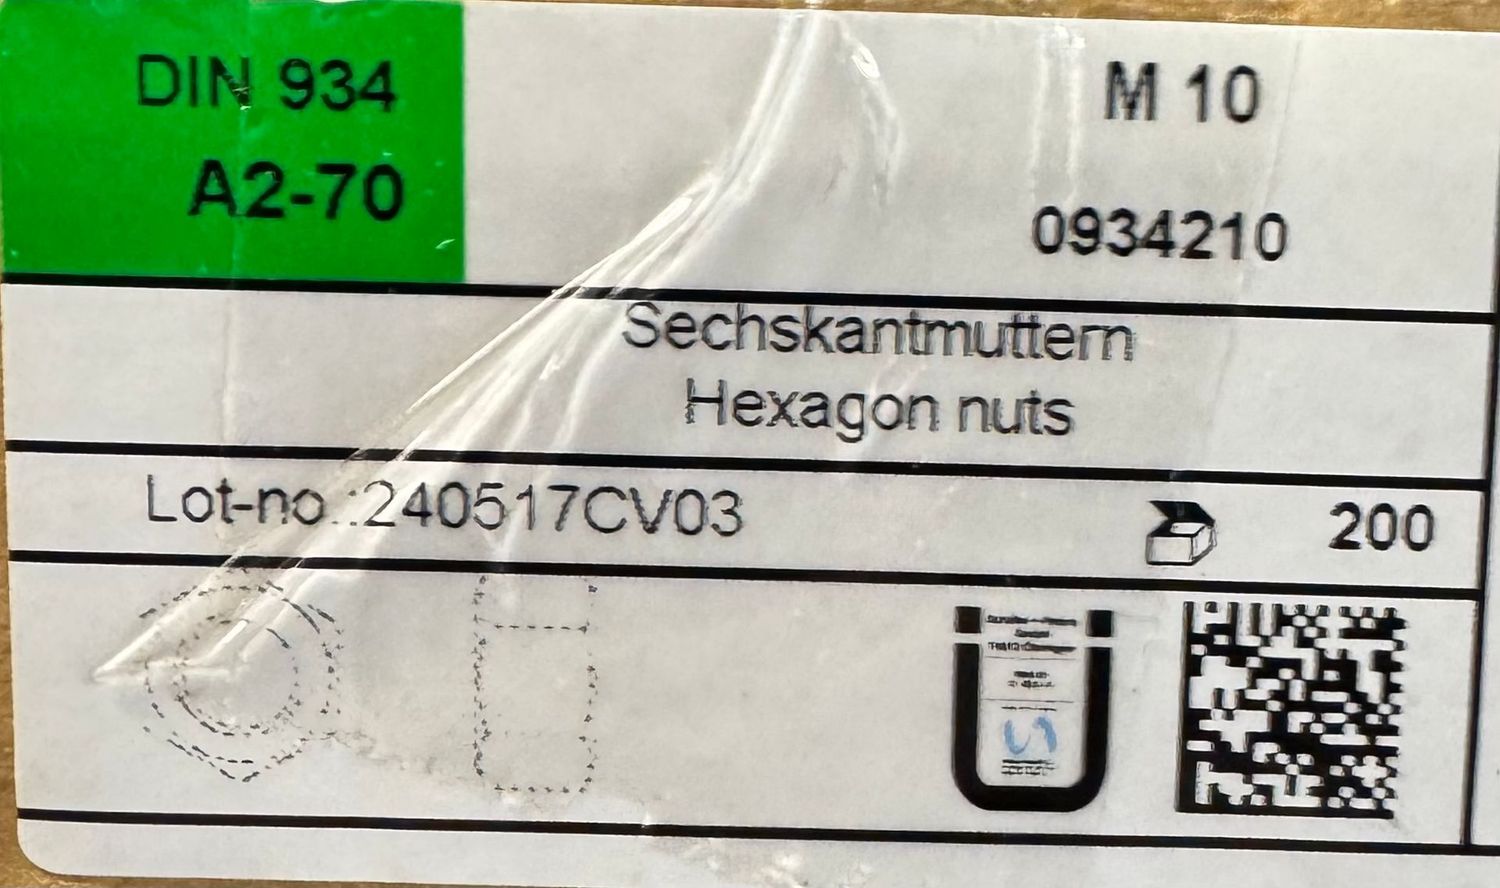 DIN 934
A2-70
M 10
0934210
Sechskantmuttern
Hexagon nuts
Lot-no.:240517CV03
200